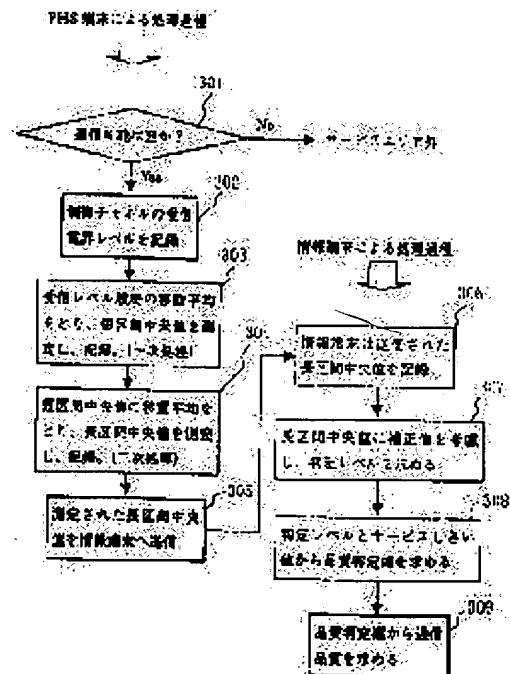 PHS端末による処理過程
301
通信可能状態か?
No
サービスエリア外
Yes
302
制御チャネルの受信
電界レベルを記録
303
受信レベル履歴の移動平均
をとり、短区間中央値を測
定し、記録。(一次処理)
30
短区間中央値に移動平均を
とり、長区間中央値を
し、記録。(二次処理)
305
測定された長区間中央
値を情報端末へ送信
情報端末による処理過程
306
情報端末は送信された
長区間中央値を記録
307
長区間中央値に補正値を考慮
し、判定レベルを求める
308
判定レベルとサービスしきい
値から品質判定値を求める
309
品質判定値から通信
品質を求める